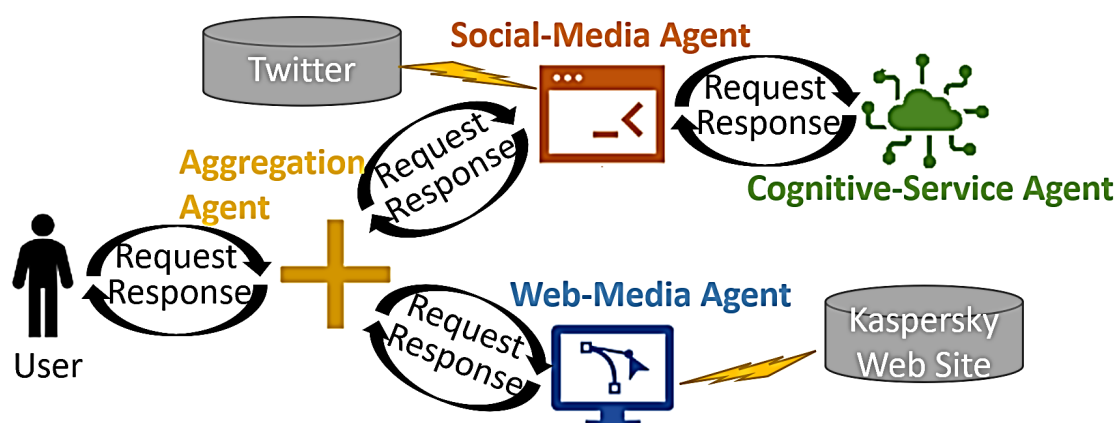 Social-Media Agent
Twitter
Request
Response
Request
Response
Cognitive-Service Agent
Aggregation
Agent
Request
Response
User
Web-Media Agent
Request
Response
Kaspersky
Web Site